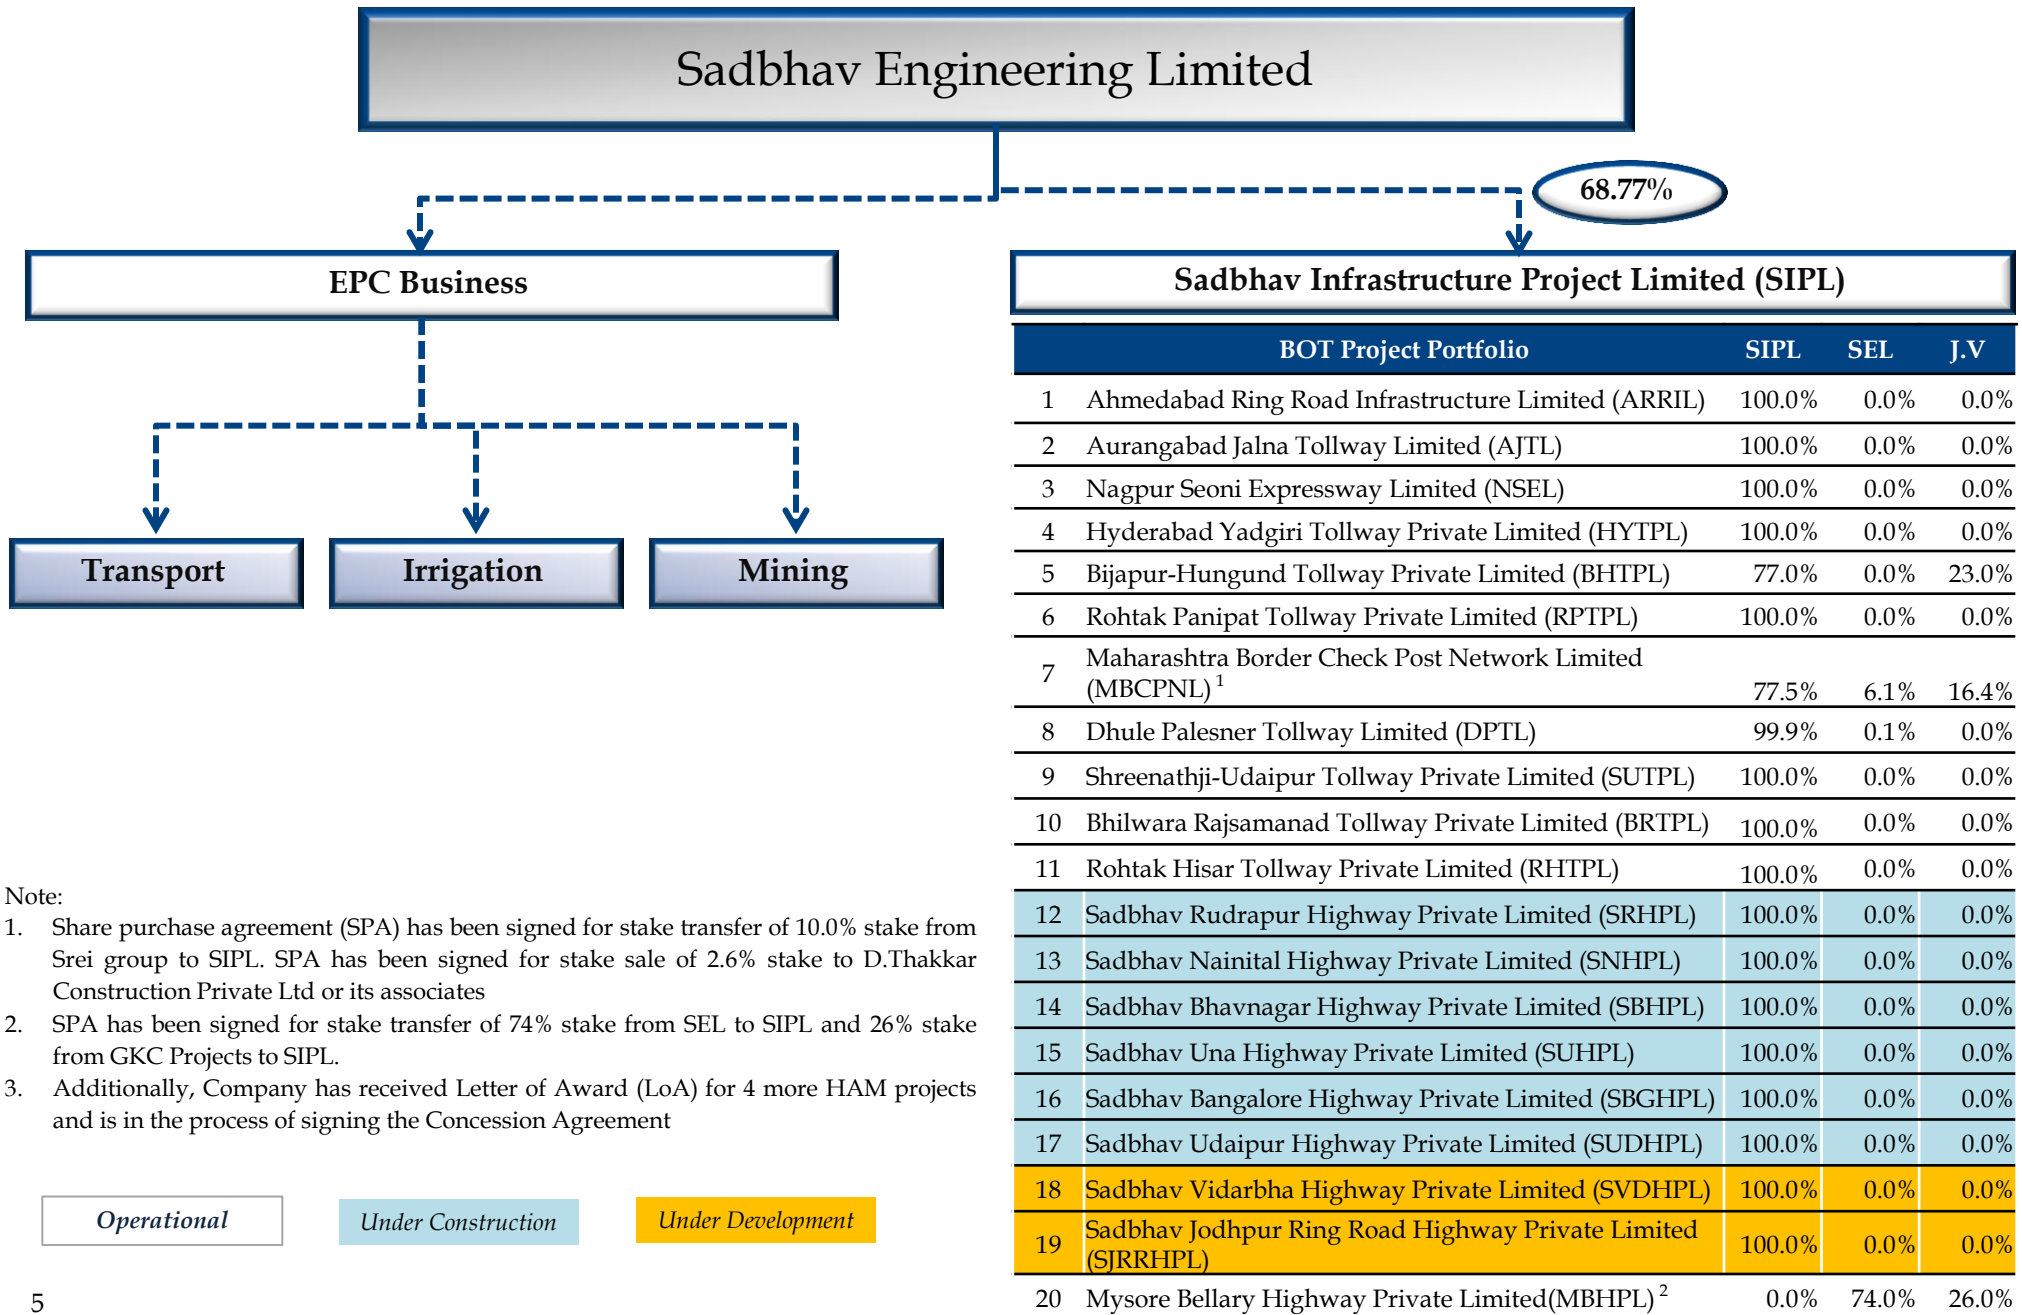 Sadbhav Engineering Limited
68.77%
EPC Business
Transport
Irrigation
Mining
Sadbhav Infrastructure Project Limited (SIPL)
BOT Project Portfolio SIPL SEL J.V
1 Ahmedabad Ring Road Infrastructure Limited (ARRIL) 100.0% 0.0% 0.0%
2 Aurangabad Jalna Tollway Limited (AJTL) 100.0% 0.0% 0.0%
3 Nagpur Seoni Expressway Limited (NSEL) 100.0% 0.0% 0.0%
4 Hyderabad Yadgiri Tollway Private Limited (HYTPL) 100.0% 0.0% 0.0%
5 Bijapur-Hungund Tollway Private Limited (BHTPL) 77.0% 0.0% 23.0%
6 Rohtak Panipat Tollway Private Limited (RPTPL) 100.0% 0.0% 0.0%
7 Maharashtra Border Check Post Network Limited
(MBCPNL) 1 77.5% 6.1% 16.4%
8 Dhule Palesner Tollway Limited (DPTL) 99.9% 0.1% 0.0%
9 Shreenathji-Udaipur Tollway Private Limited (SUTPL) 100.0% 0.0% 0.0%
10 Bhilwara Rajsamanad Tollway Private Limited (BRTPL) 100.0% 0.0% 0.0%
11 Rohtak Hisar Tollway Private Limited (RHTPL) 100.0% 0.0% 0.0%
12 Sadbhav Rudrapur Highway Private Limited (SRHPL) 100.0% 0.0% 0.0%
13 Sadbhav Nainital Highway Private Limited (SNHPL) 100.0% 0.0% 0.0%
14 Sadbhav Bhavnagar Highway Private Limited (SBHPL) 100.0% 0.0% 0.0%
15 Sadbhav Una Highway Private Limited (SUHPL) 100.0% 0.0% 0.0%
16 Sadbhav Bangalore Highway Private Limited (SBGHPL) 100.0% 0.0% 0.0%
17 Sadbhav Udaipur Highway Private Limited (SUDHPL) 100.0% 0.0% 0.0%
18 Sadbhav Vidarbha Highway Private Limited (SVDHPL) 100.0% 0.0% 0.0%
19 Sadbhav Jodhpur Ring Road Highway Private Limited
(SJRRHPL) 100.0% 0.0% 0.0%
20 Mysore Bellary Highway Private Limited(MBHPL) 2 0.0% 74.0% 26.0%
Note:
1. Share purchase agreement (SPA) has been signed for stake transfer of 10.0% stake from
Srei group to SIPL. SPA has been signed for stake sale of 2.6% stake to D.Thakkar
Construction Private Ltd or its associates
2. SPA has been signed for stake transfer of 74% stake from SEL to SIPL and 26% stake
from GKC Projects to SIPL.
3. Additionally, Company has received Letter of Award (LoA) for 4 more HAM projects
and is in the process of signing the Concession Agreement
Operational
Under Construction
Under Development
5